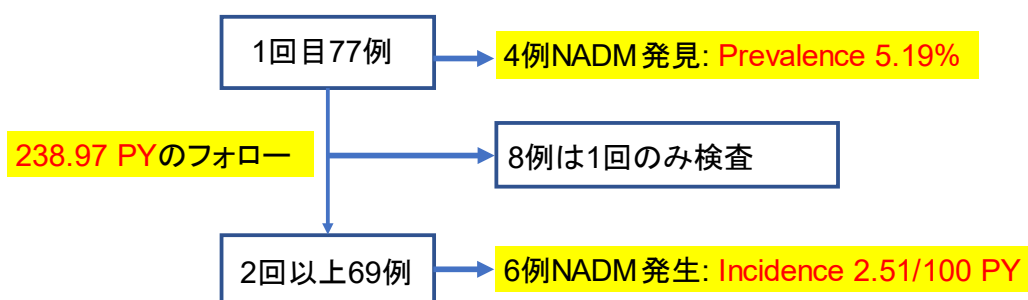 1回目77例
4例NADM発見: Prevalence 5.19%
238.97 PYのフォロー
8例は1回のみ検査
2回以上69例
6例NADM発生: Incidence 2.51/100 PY